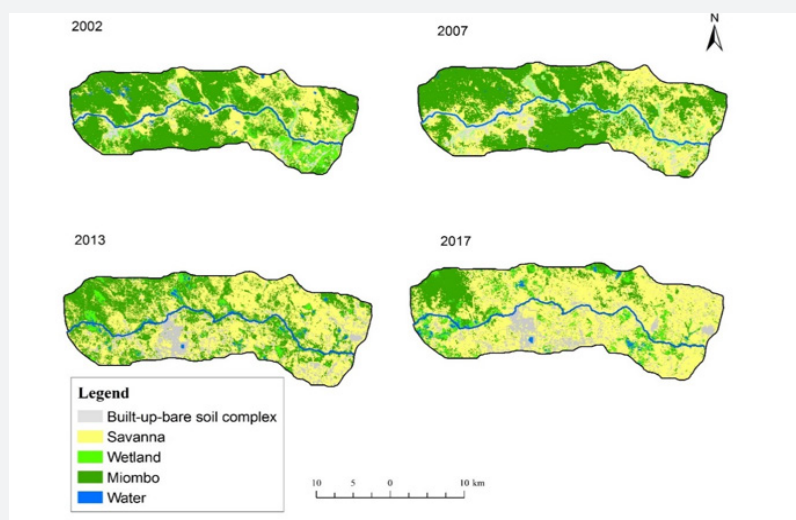 2002
2007
N
2013
2017
Legend
Built-up-bare soil complex
Savanna
Wetland
Miombo
Water
10 5 0 10 km